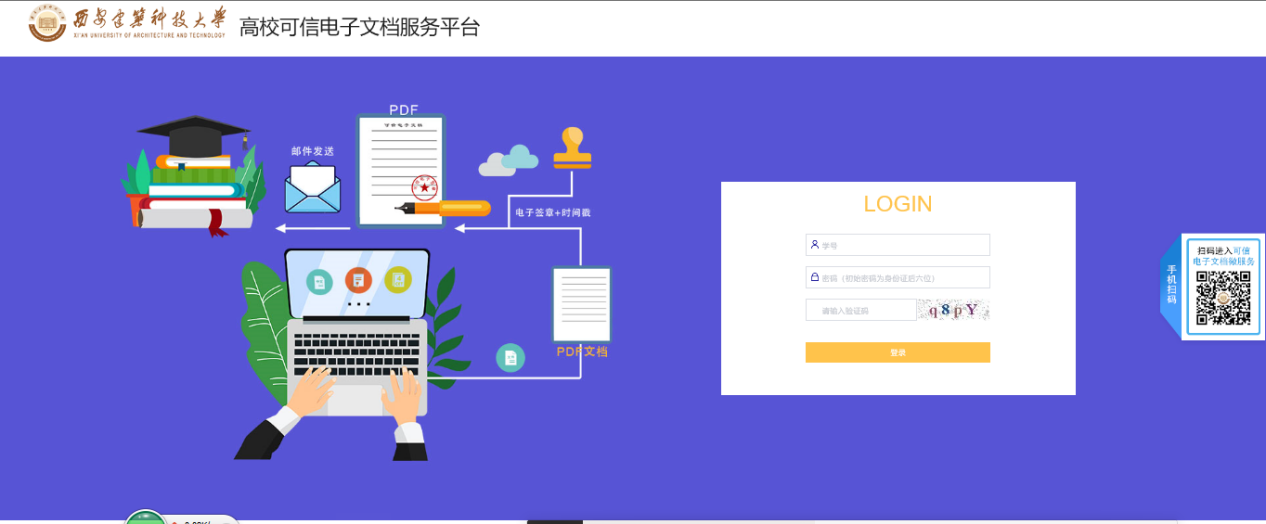 西安建筑科技大学
XI'AN UNIVERSITY OF ARCHITECTURE AND TECHNOLOGY
高校可信电子文档服务平台
PDF
邮件发送
电子签章+时间戳
PDF文档
LOGIN
学号
密码（初始密码为身份证后六位）
请输入验证码
q8pY
登录
手机扫码
扫码进入可信
电子文档微服务